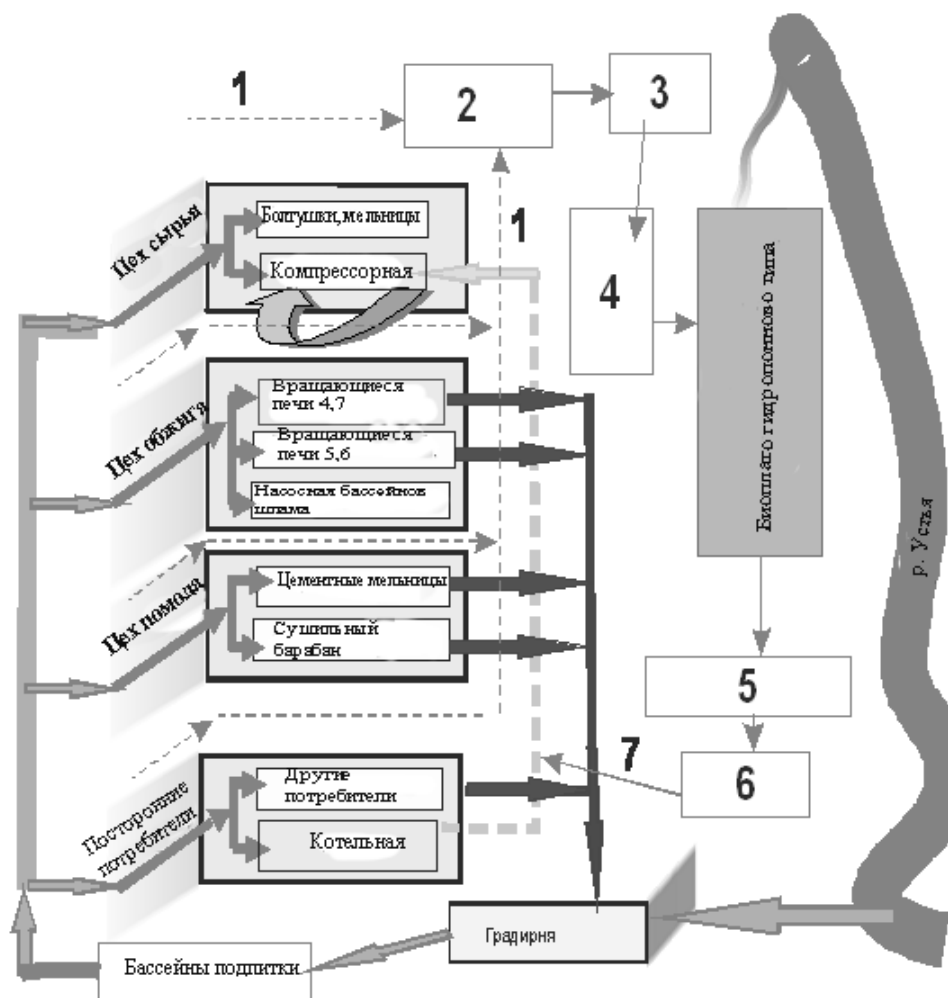 1
2
3
Цех сырья
Болтушки, мельницы
Компрессорная
1
4
Биоплато гидропонного типа
р. Устья
Цех обжига
Вращающиеся
печи 4,7
Вращающиеся
печи 5,6
Насосная бассейнов
шлама
Цех помола
Цементные мельницы
Сушильный
барабан
5
6
7
Посторонние
потребители
Другие
потребители
Котельная
Градирня
Бассейны подпитки